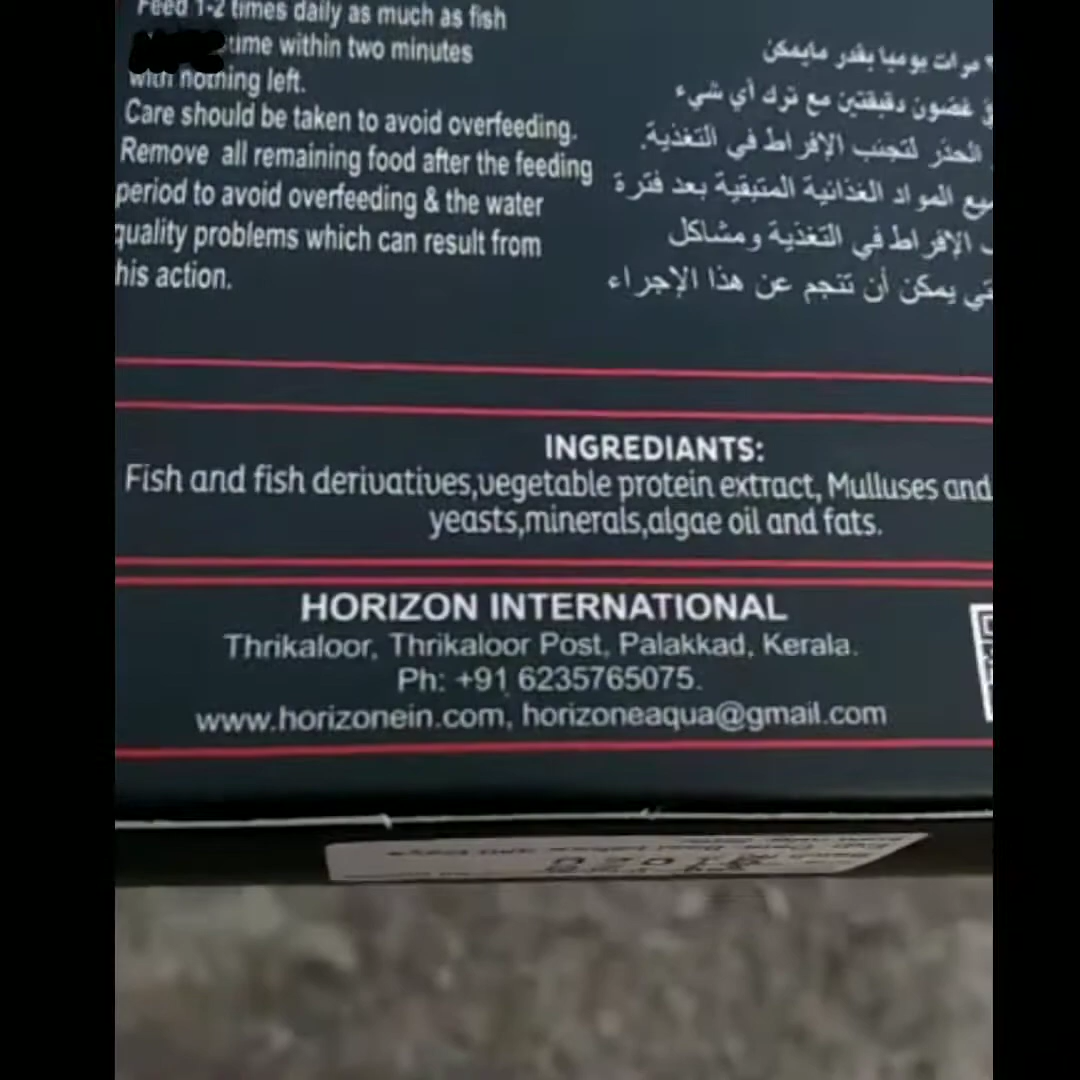 Feed 1-2 times daily as much as fish
ume within two minutes
with nothing left.
Care should be taken to avoid overfeeding.
Remove all remaining food after the feeding
period to avoid overfeeding & the water
quality problems which can result from
his action.
مرات يوميا بقدر مايمكن
غضون دقيقتين مع ترك أي شيء
الحذر لتجنب الإفراط في التغذية.
ميع المواد الغذائية المتبقية بعد فترة
الإفراط في التغذية ومشاكل
تي يمكن أن تنجم عن هذا الإجراء
INGREDIANTS:
Fish and fish derivatives,vegetable protein extract, Mulluses and
yeasts,minerals,algae oil and fats.
HORIZON INTERNATIONAL
Thrikaloor, Thrikaloor Post, Palakkad, Kerala.
Ph: +91 6235765075.
www.horizonein.com, horizoneaqua@gmail.com